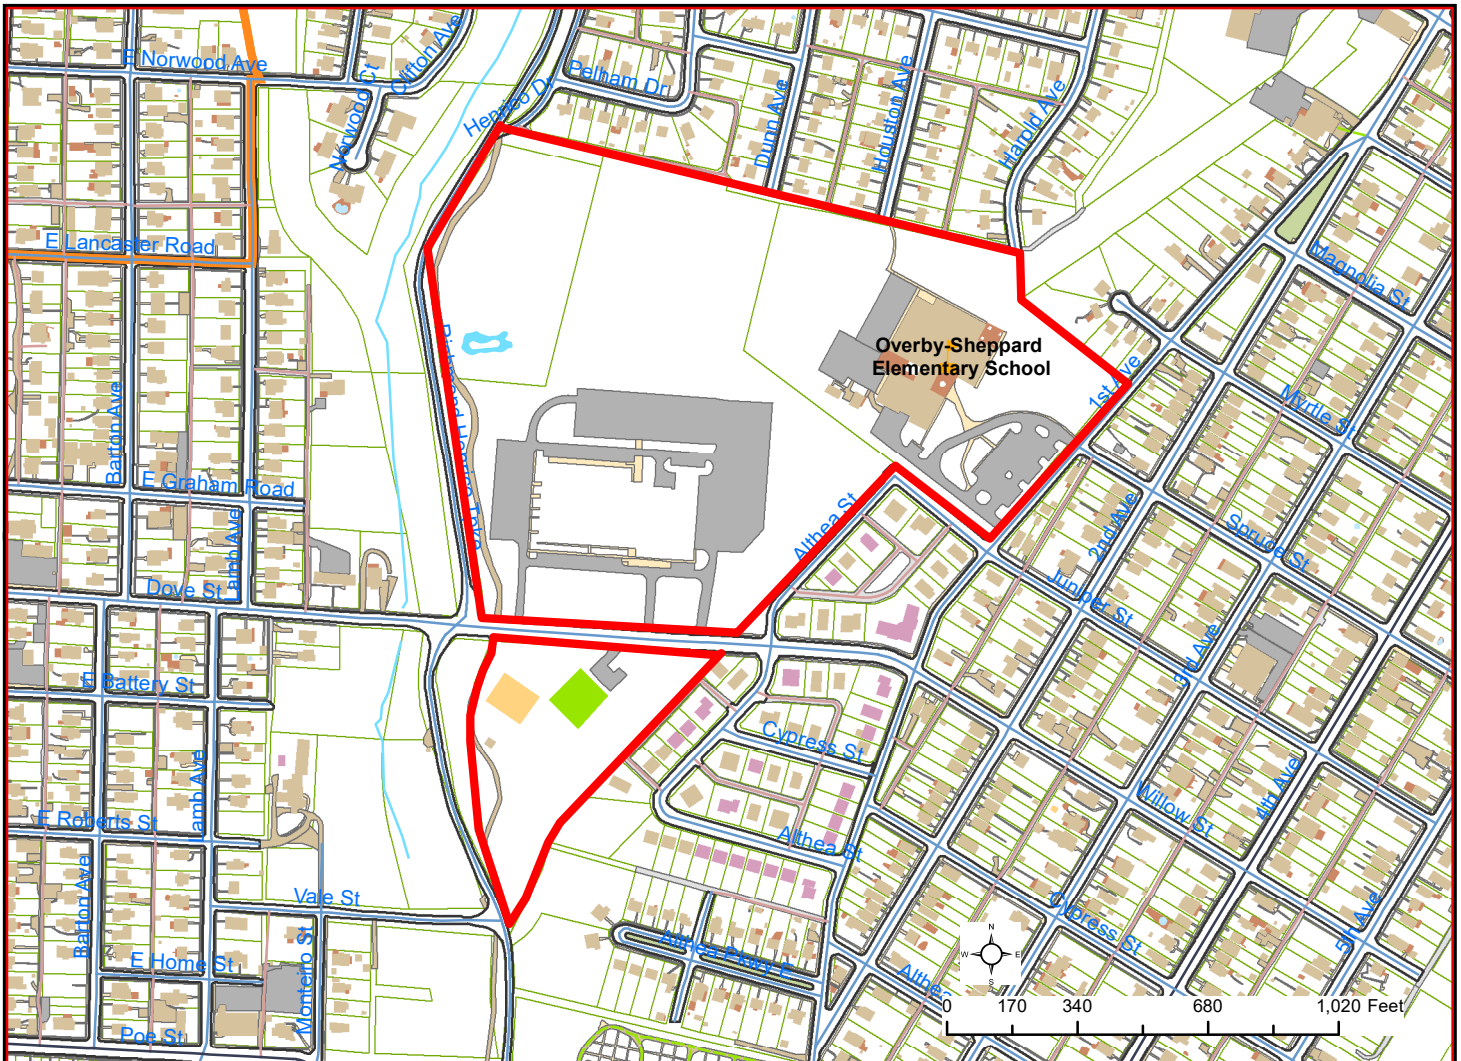 E Norwood Ave
Clifton Ave
Norwood Ct
Henrico Dr
Pelham Dr
Dunn Ave
Houston Ave
Harold Ave
E Lancaster Road
Magnolia St
Overby-Sheppard
Elementary School
1st Ave
Myrtle St
Barton Ave
Richmond Henrico Tnpk
E Graham Road
Lamb Ave
Althea St
2nd Ave
Spruce St
Dove St
Juniper St
3rd Ave
E Battery St
Cypress St
Lamb Ave
4th Ave
Willow St
E Roberts St
Althea St
Barton Ave
Vale St
Cypress St
5th Ave
Monteiro St
E Home St
Althea Pkwy E
Althea
N
W
E
S
0 170 340 680 1,020 Feet
Poe St